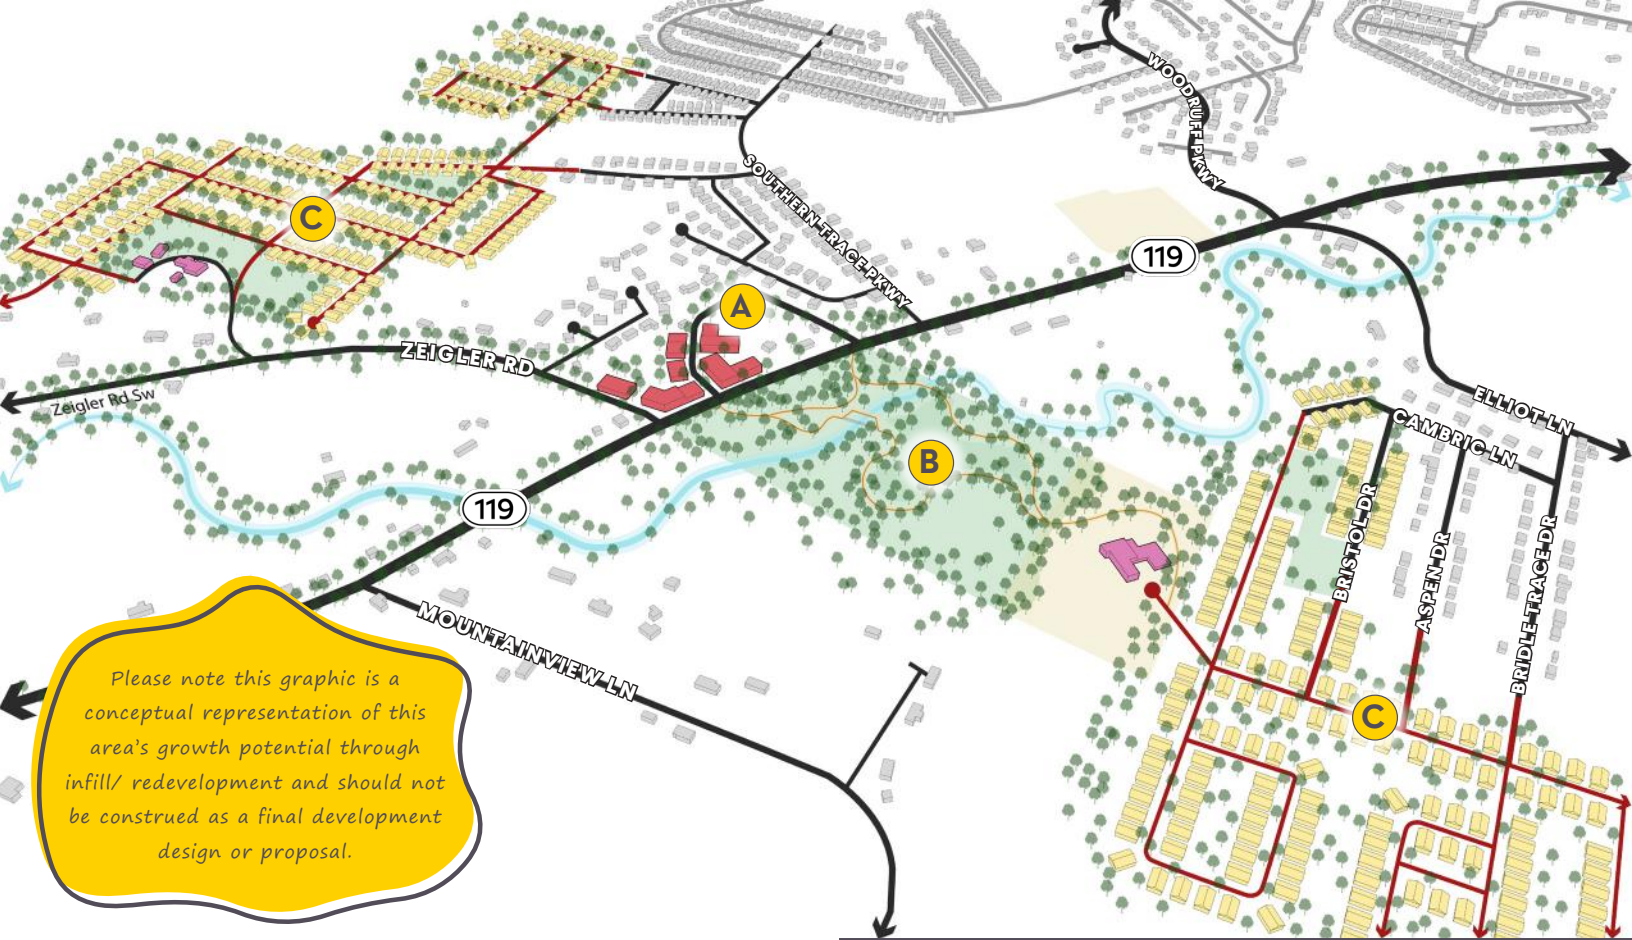 WOODRUFF PKWY
SOUTHERN TRACE PKWY
C
119
A
ZEIGLER RD
Zeigler Rd Sw
ELLIOT LN
CAMBRIC LN
B
119
BRISTOL DR
ASPEN DR
BRIDLE TRACE DR
MOUNTAINVIEW LN
C
Please note this graphic is a
conceptual representation of this
area's growth potential through
infill/ redevelopment and should not
be construed as a final development
design or proposal.